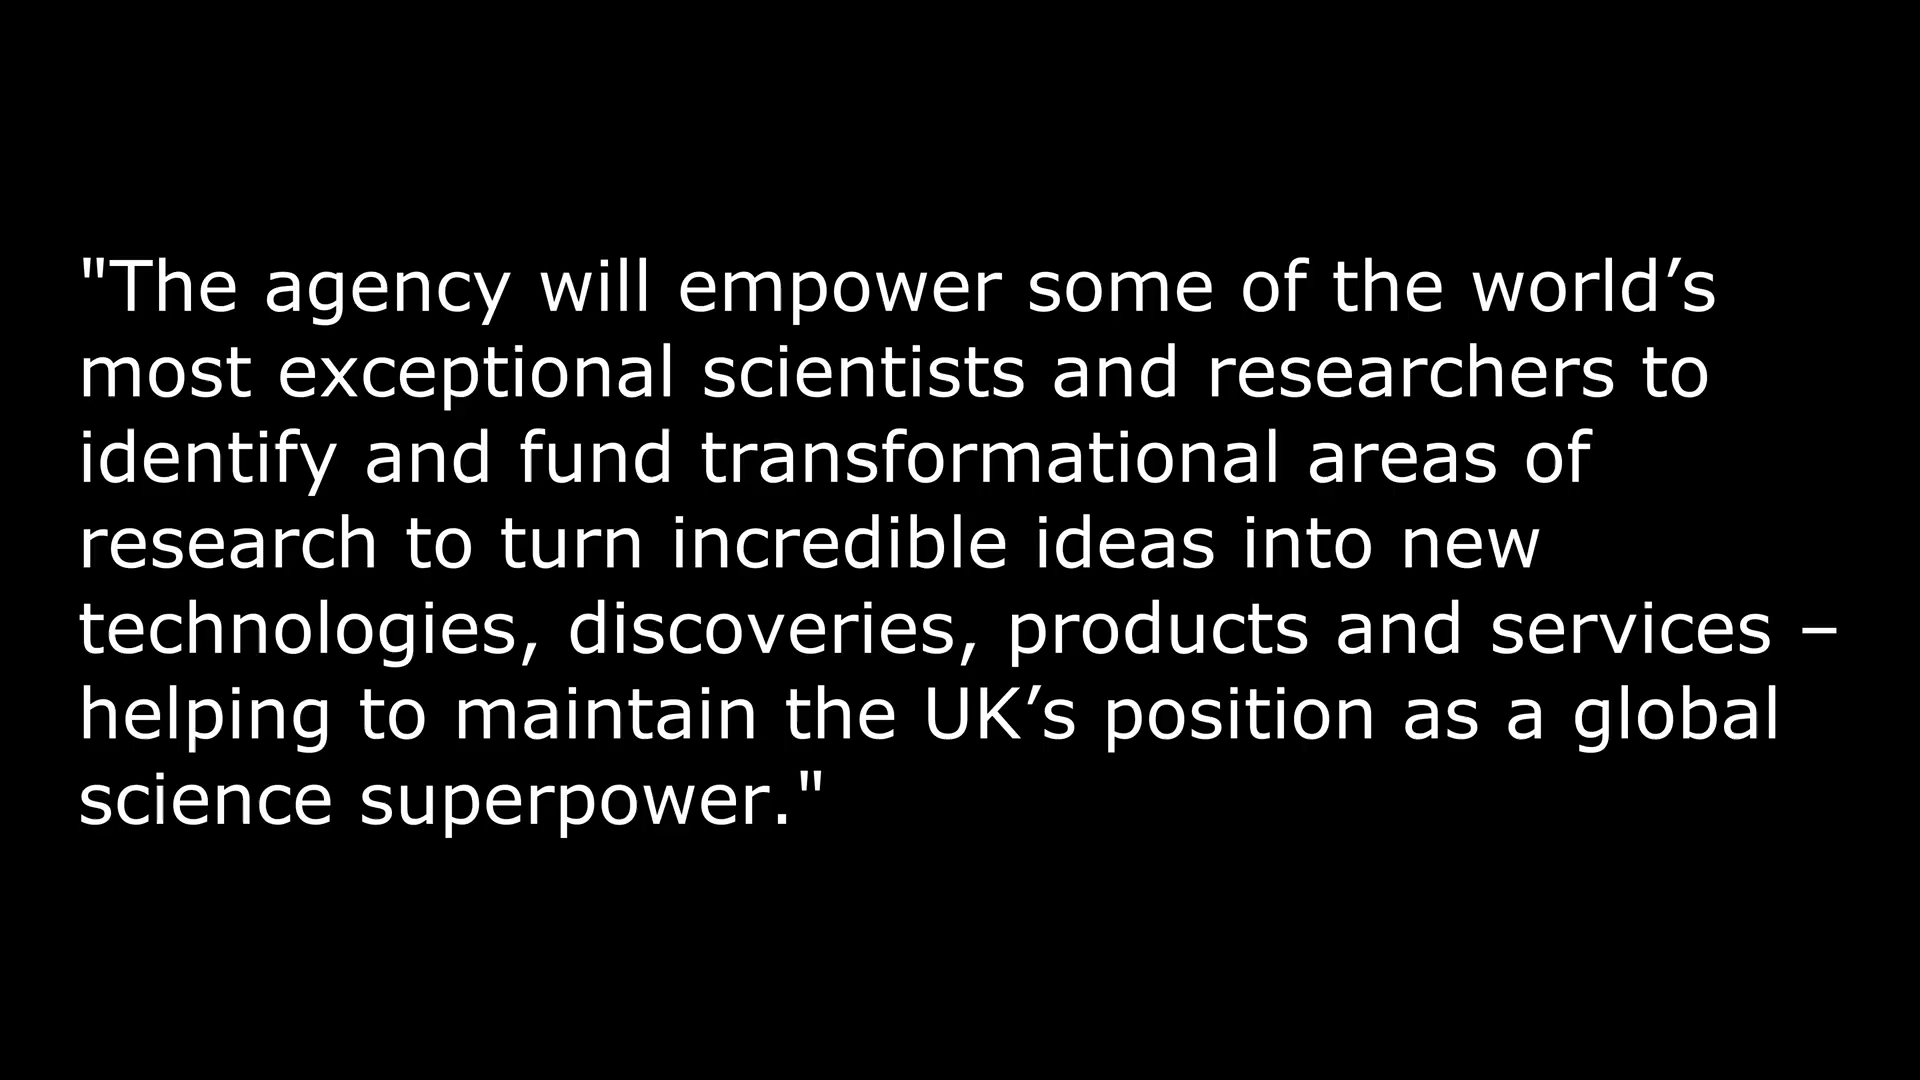 "The agency will empower some of the world’s
most exceptional scientists and researchers to
identify and fund transformational areas of
research to turn incredible ideas into new
technologies, discoveries, products and services –
helping to maintain the UK’s position as a global
science superpower."